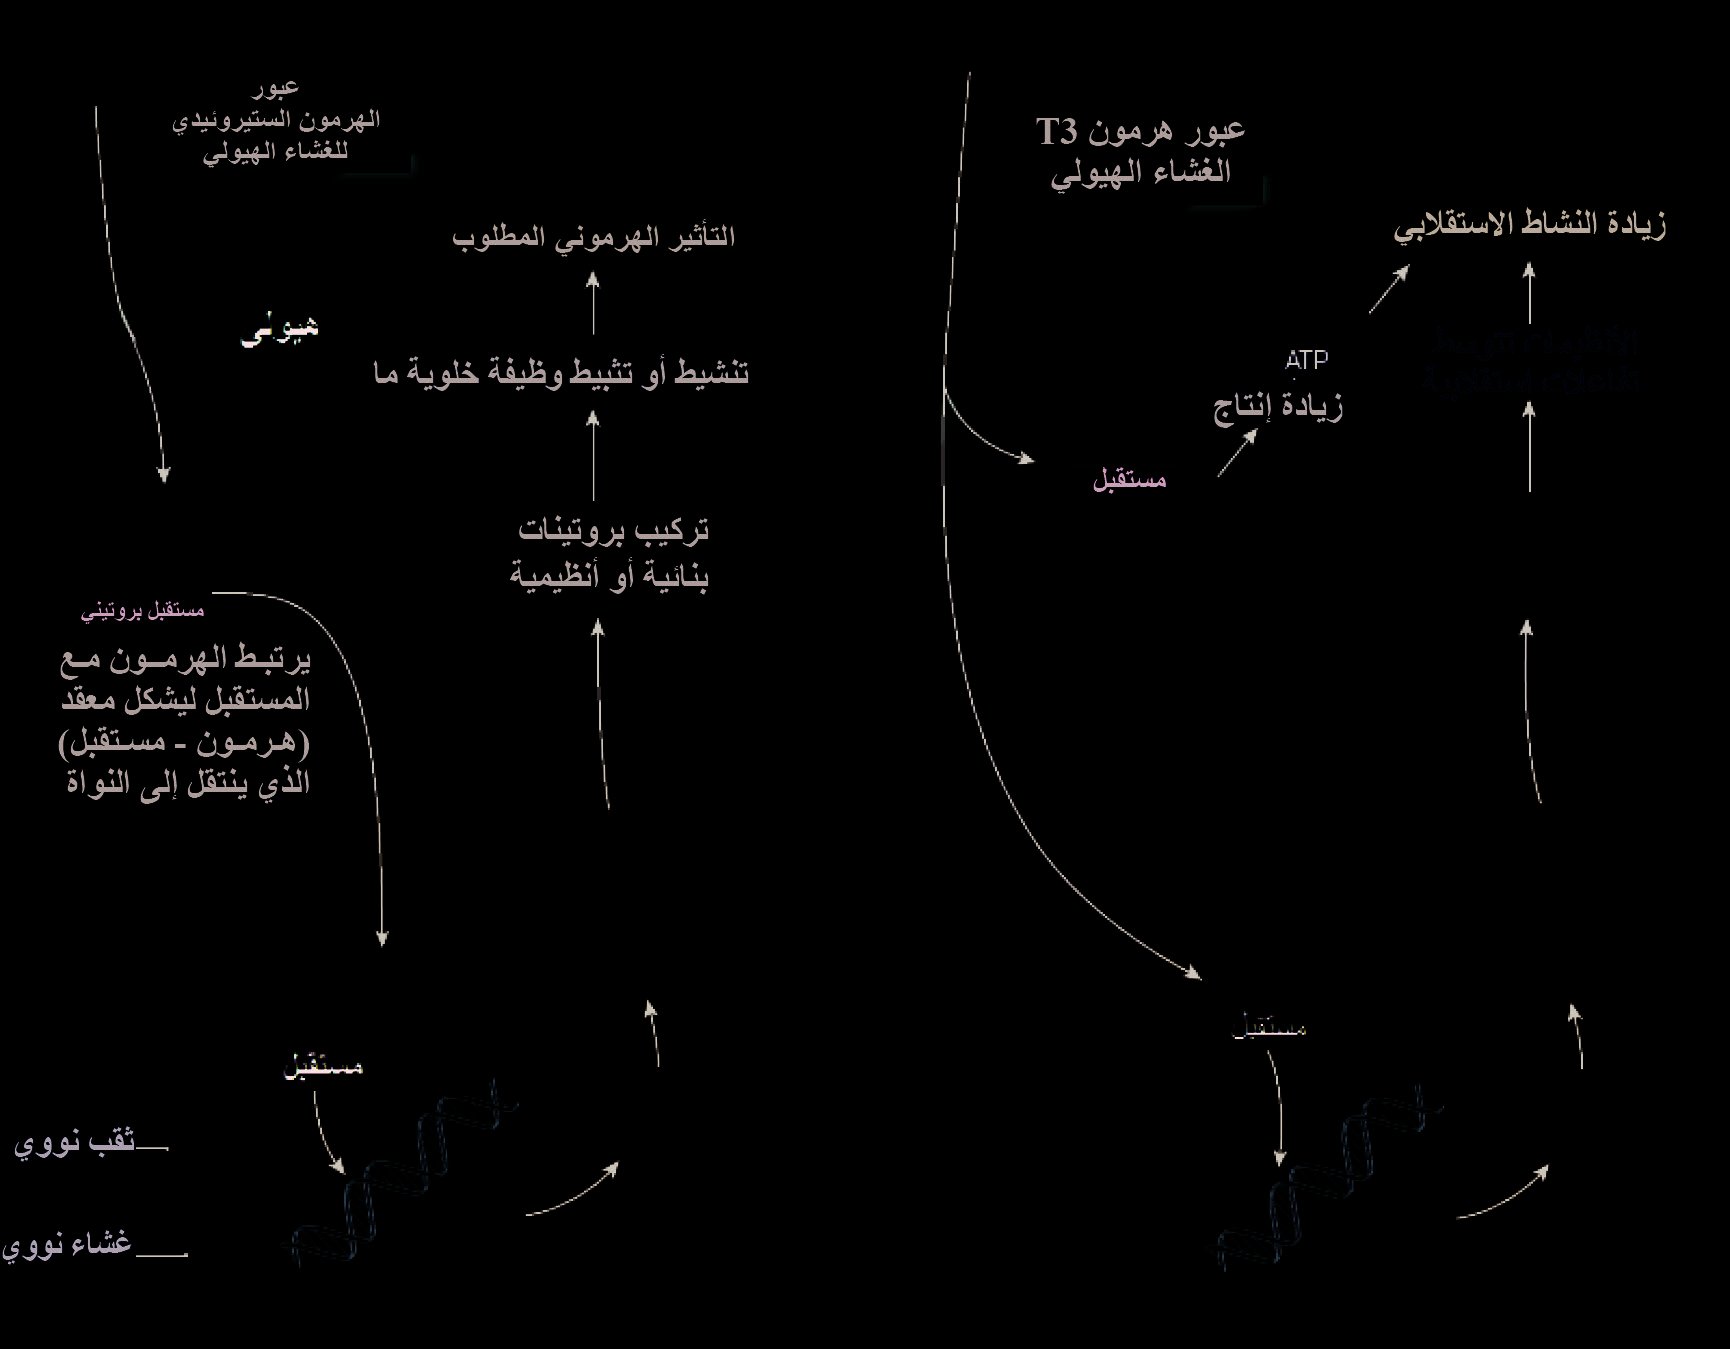 عبور
الهرمون الستيروئيدي
للغشاء الهيولي
التأثير الهرموني المطلوب
هيولى
تنشيط أو تثبيط وظيفة خلوية ما
تركيب بروتينات
بنائية أو أنظيمية
مستقبل بروتيني
يرتبط الهرمون مع
المستقبل ليشكل معقد
(هرمون - مستقبل)
الذي ينتقل إلى النواة
مستقبل
ثقب نووي
غشاء نووي
عبور هرمون T3
الغشاء الهيولي
زيادة النشاط الاستقلابي
ATP
زيادة إنتاج
مستقبل
مستقبل